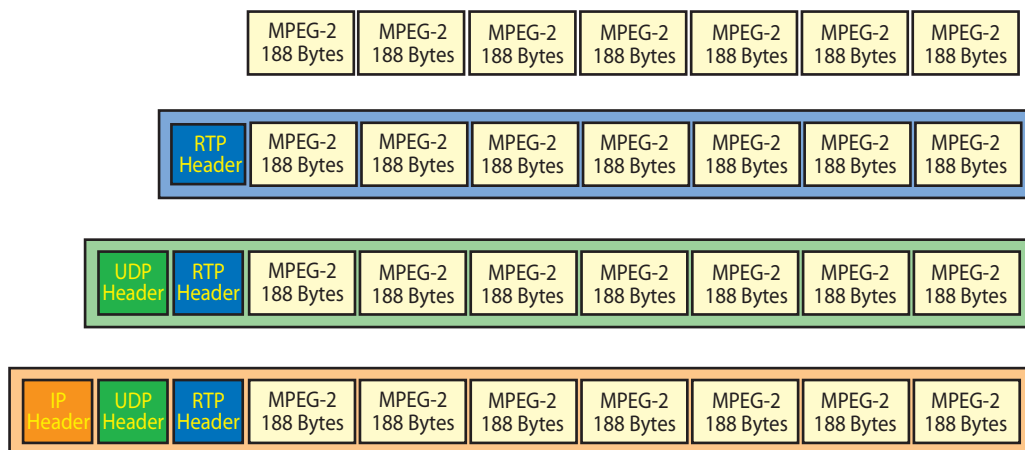 MPEG-2 MPEG-2 MPEG-2 MPEG-2 MPEG-2 MPEG-2 MPEG-2
188 Bytes 188 Bytes 188 Bytes 188 Bytes 188 Bytes 188 Bytes 188 Bytes
RTP MPEG-2 MPEG-2 MPEG-2 MPEG-2 MPEG-2 MPEG-2 MPEG-2
Header 188 Bytes 188 Bytes 188 Bytes 188 Bytes 188 Bytes 188 Bytes 188 Bytes
UDP RTP MPEG-2 MPEG-2 MPEG-2 MPEG-2 MPEG-2 MPEG-2 MPEG-2
Header Header 188 Bytes 188 Bytes 188 Bytes 188 Bytes 188 Bytes 188 Bytes 188 Bytes
IP UDP RTP MPEG-2 MPEG-2 MPEG-2 MPEG-2 MPEG-2 MPEG-2 MPEG-2
Header Header Header 188 Bytes 188 Bytes 188 Bytes 188 Bytes 188 Bytes 188 Bytes 188 Bytes